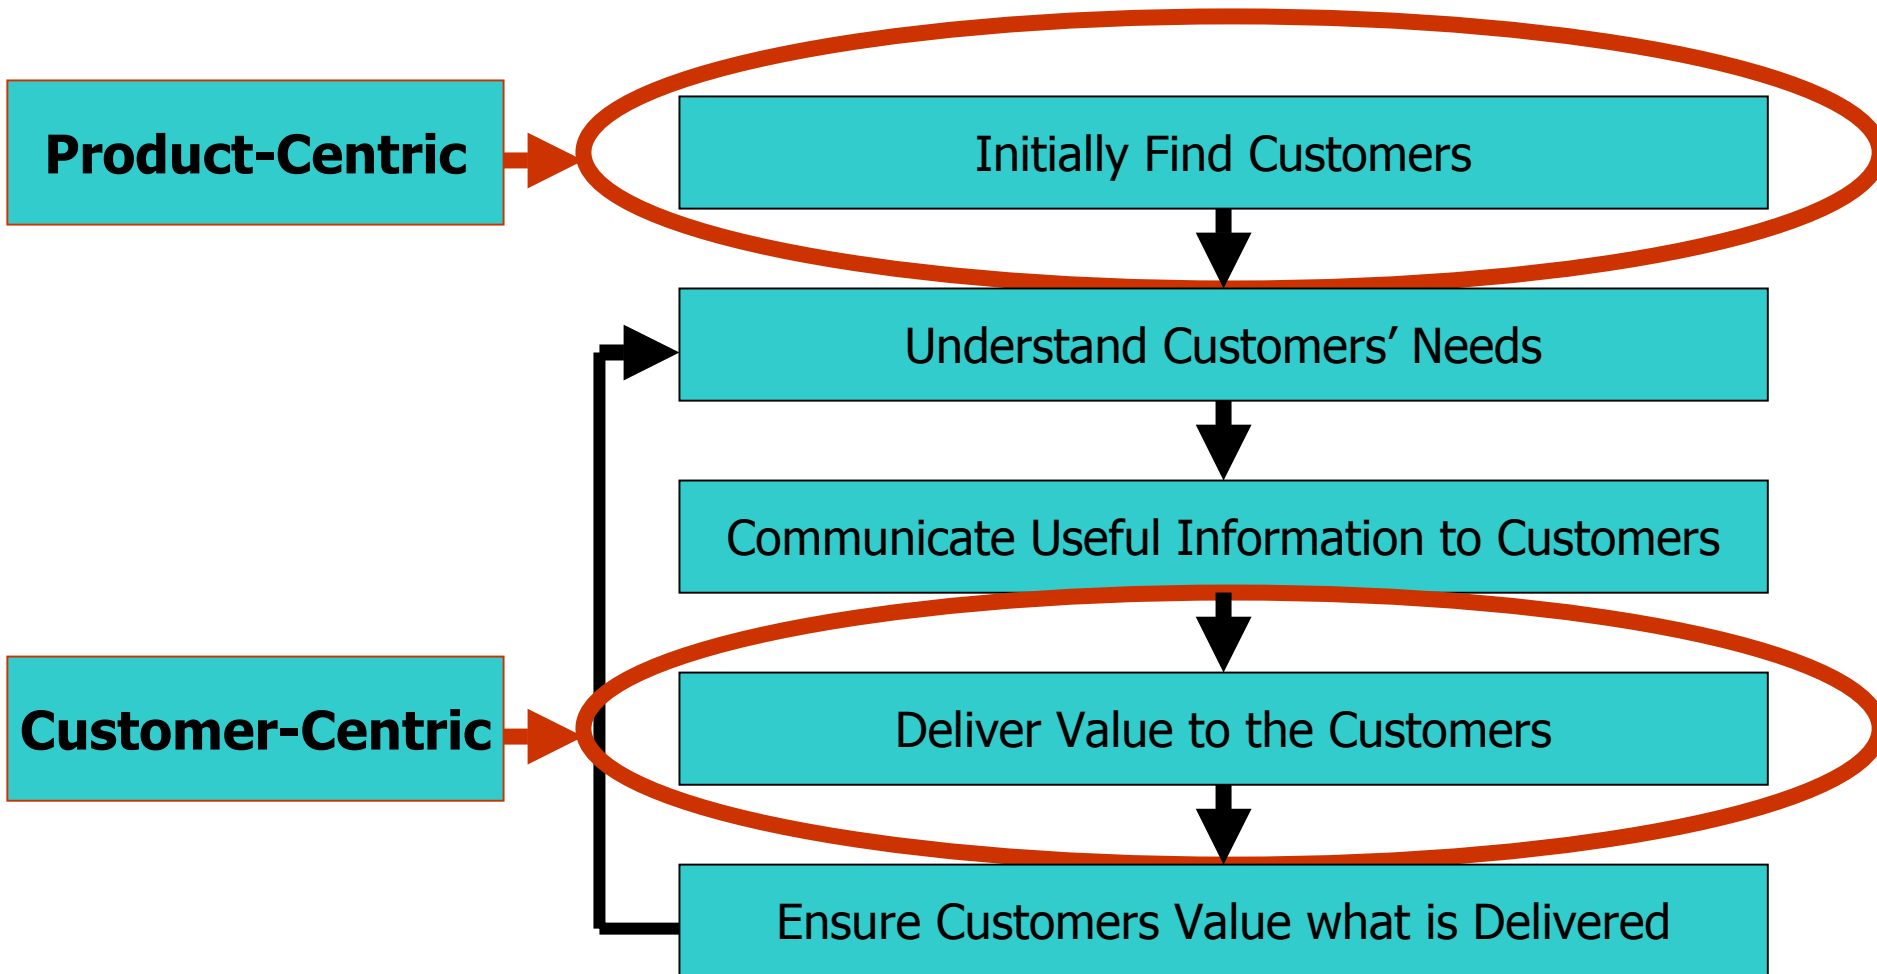 Product-Centric
Initially Find Customers
Understand Customers’ Needs
Communicate Useful Information to Customers
Customer-Centric
Deliver Value to the Customers
Ensure Customers Value what is Delivered